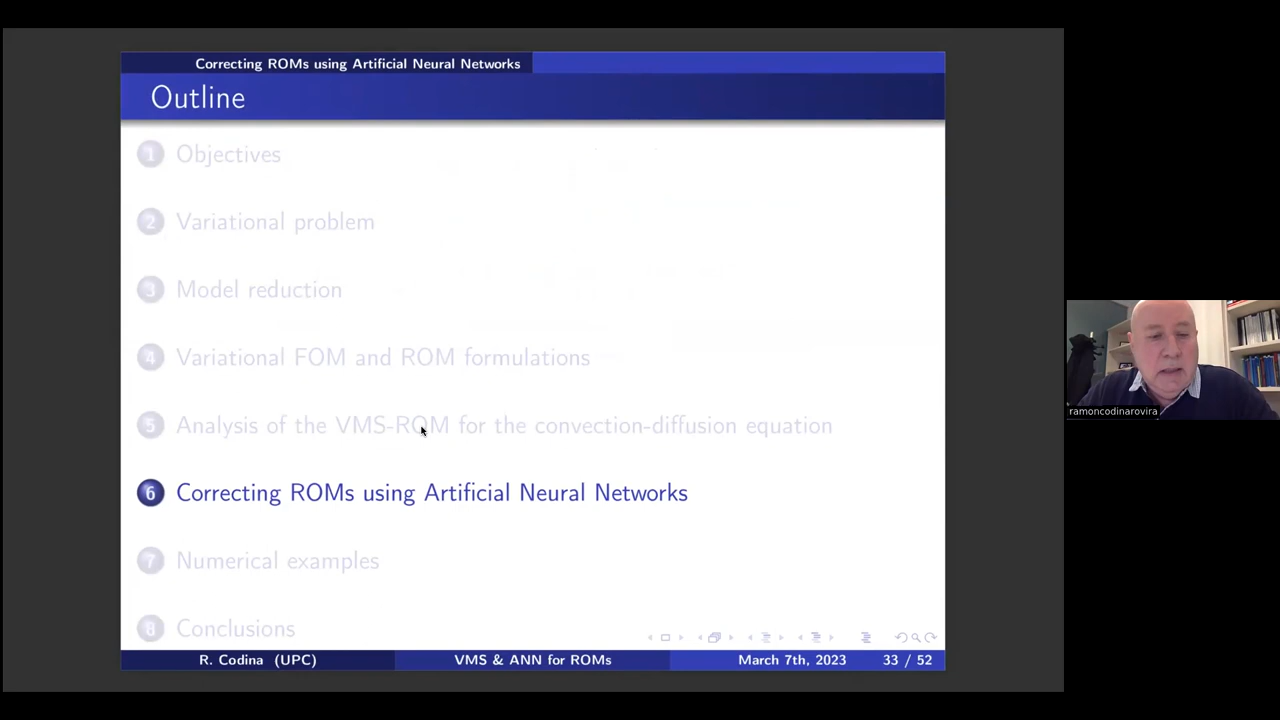 Correcting ROMs using Artificial Neural Networks
Outline
1 Objectives
2 Variational problem
3 Model reduction
4 Variational FOM and ROM formulations
5 Analysis of the VMS-ROM for the convection-diffusion equation
6 Correcting ROMs using Artificial Neural Networks
7 Numerical examples
8 Conclusions
R. Codina (UPC) VMS & ANN for ROMs March 7th, 2023 33 / 52
ramoncodinarovira